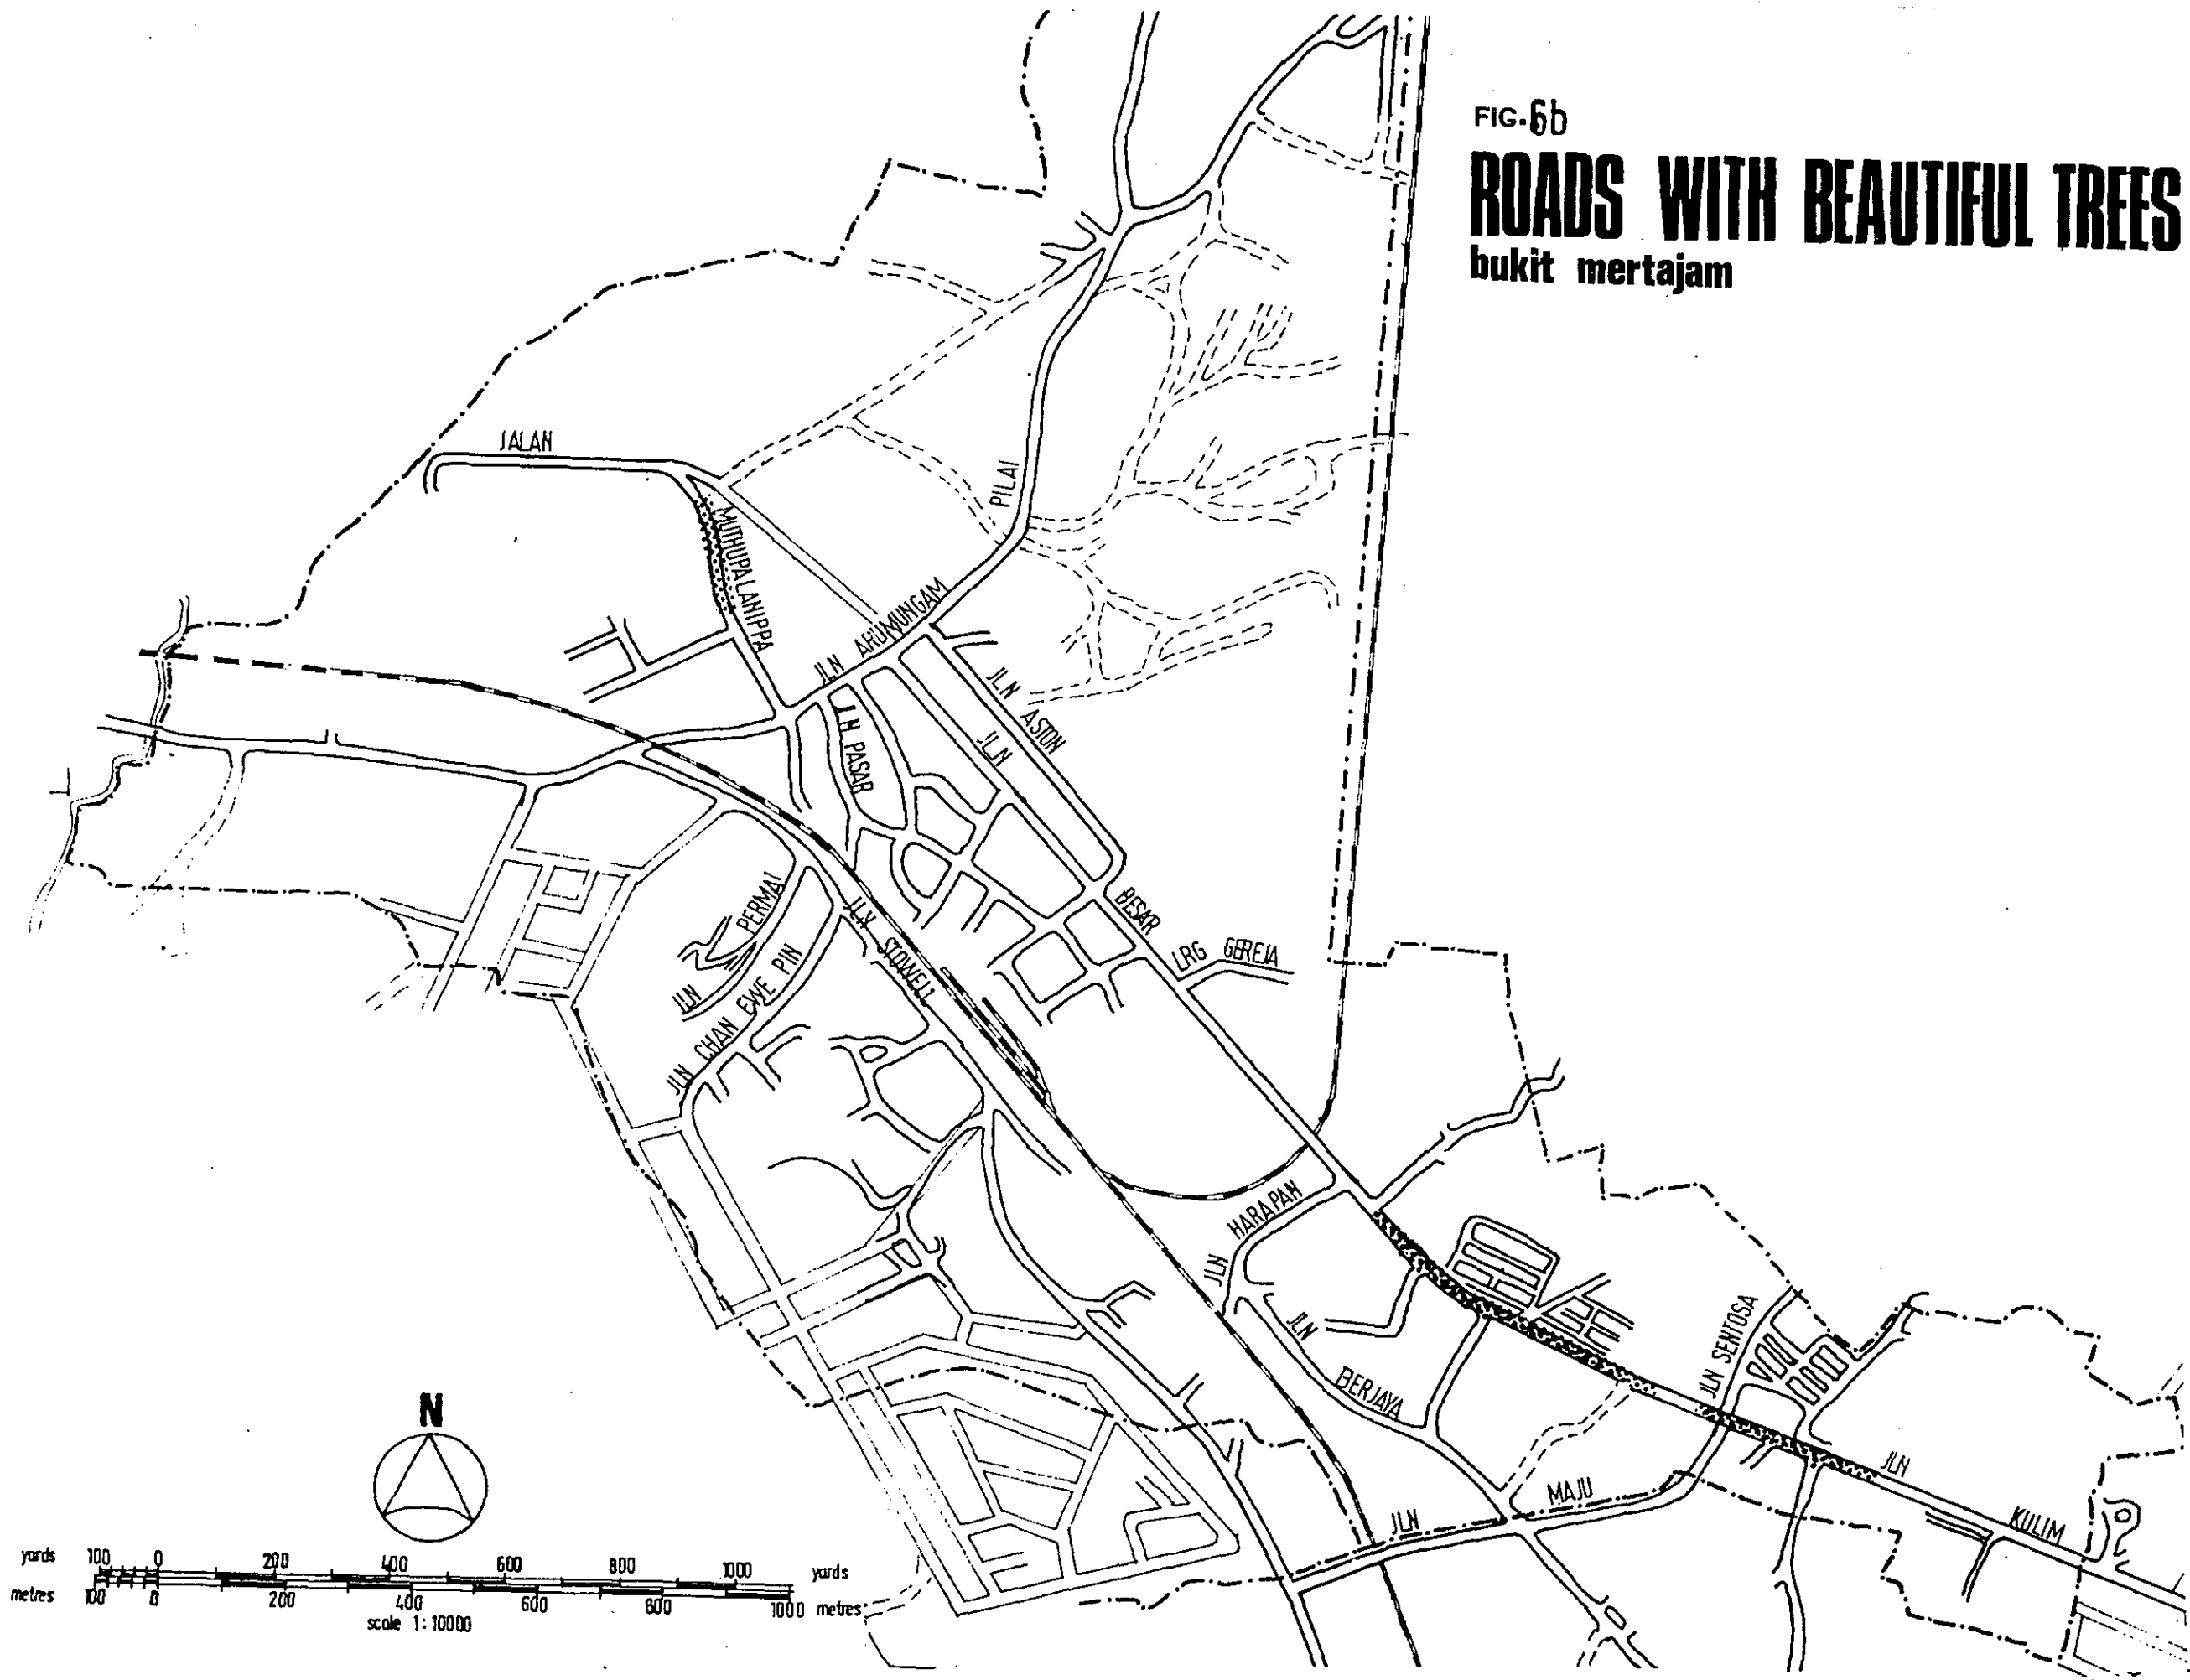 FIG. 6b
ROADS WITH BEAUTIFUL TREES
bukit mertajam
JALAN
MUTHUPALANIPPA
PILAI
JLN ARUMUNGAM
JLN ASTON
JLN PASAR
JLN
BESAR
LRG GEREJA
JLN PERMAI
JLN STOWELL
JLN CHAN EWE PIN
JLN HARAPAN
JLN BERJAYA
JLN SENTOSA
JLN MAJU
JLN KULIM
N
yards 100 0 200 400 600 800 1000 yards
metres 100 0 200 400 600 800 1000 metres
scale 1:10000